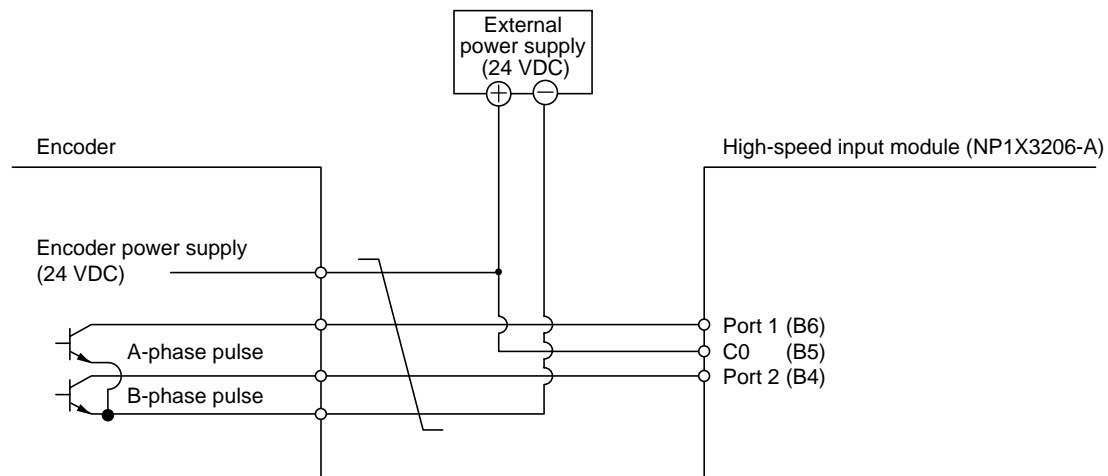 External
power supply
(24 VDC)
+ −
Encoder
High-speed input module (NP1X3206-A)
Encoder power supply
(24 VDC)
Port 1 (B6)
A-phase pulse
C0 (B5)
Port 2 (B4)
B-phase pulse